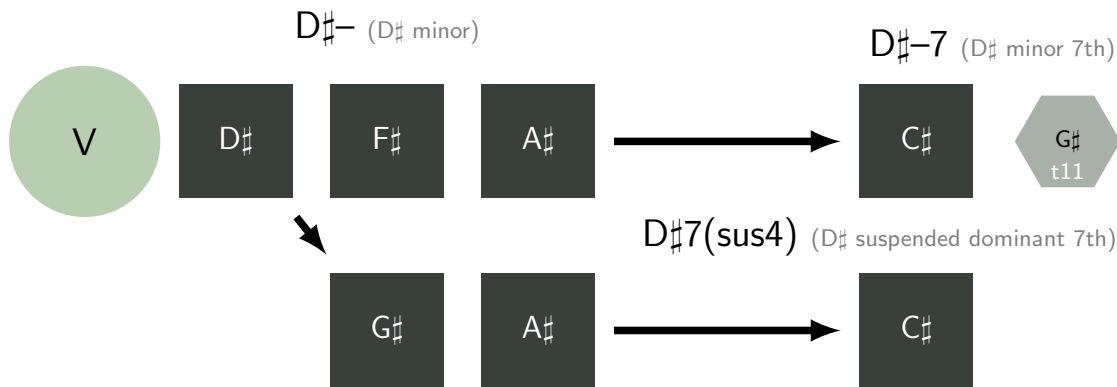 D♯– (D♯ minor)
D♯–7 (D♯ minor 7th)
V D♯ F♯ A♯ C♯ G♯
t11
D♯7(sus4) (D♯ suspended dominant 7th)
G♯ A♯ C♯